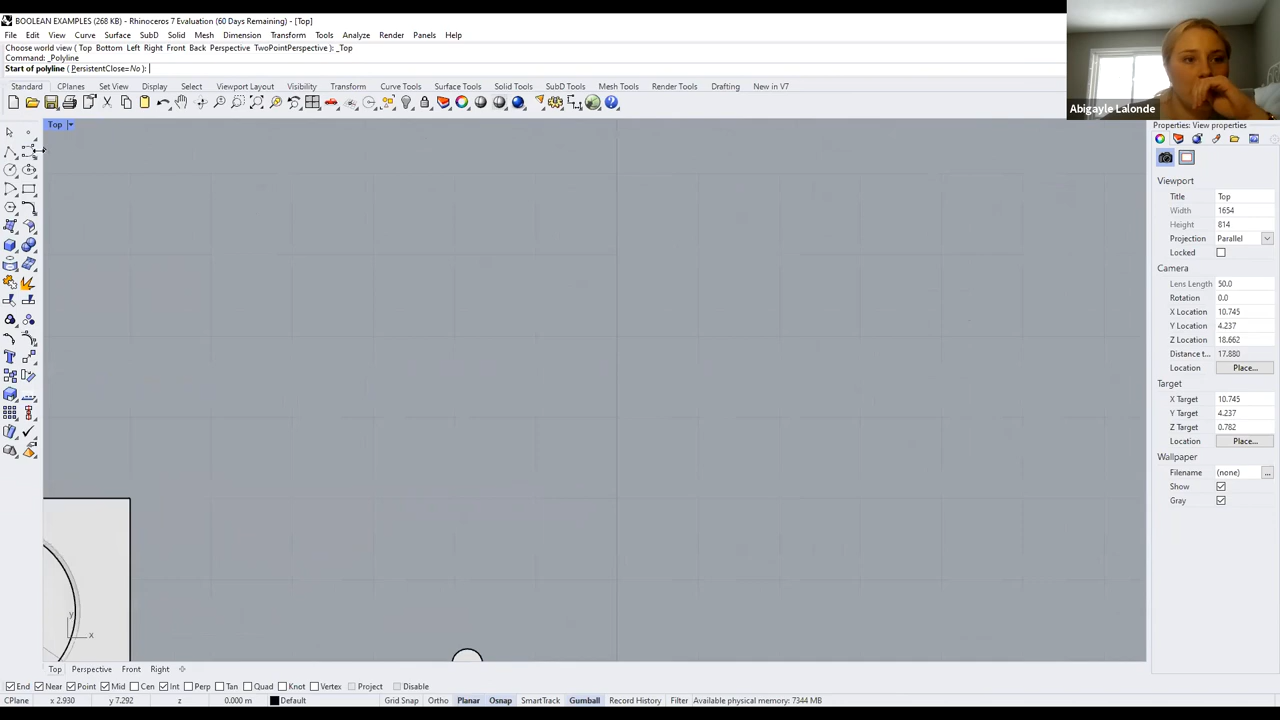 BOOLEAN EXAMPLES (268 KB) - Rhinoceros 7 Evaluation (60 Days Remaining) - [Top]
File Edit View Curve Surface SubD Solid Mesh Dimension Transform Tools Analyze Render Panels Help
Choose world view ( Top Bottom Left Right Front Back Perspective TwoPointPerspective ): _Top
Command: _Polyline
Start of polyline ( PersistentClose=No ):
Standard CPlanes Set View Display Select Viewport Layout Visibility Transform Curve Tools Surface Tools Solid Tools Mesh Tools Render Tools Drafting New in V7
Abigayle Lalonde
Top
Properties: View properties
Viewport
Title Top
Width 1654
Height 814
Projection Parallel
Locked
Camera
Lens Length 50.0
Rotation 0.0
X Location 10.745
Y Location 4.237
Z Location 18.662
Distance t... 17.880
Location Place...
Target
X Target 10.745
Y Target 4.237
Z Target 0.782
Location Place...
Wallpaper
Filename (none) ...
Show
Gray
y
x
Top Perspective Front Right
End Near Point Mid Cen Int Perp Tan Quad Knot Vertex Project Disable
CPlane x 2.930 y 7.292 z 0.000 m Default Grid Snap Ortho Planar Osnap SmartTrack Gumball Record History Filter Available physical memory: 7344 MB